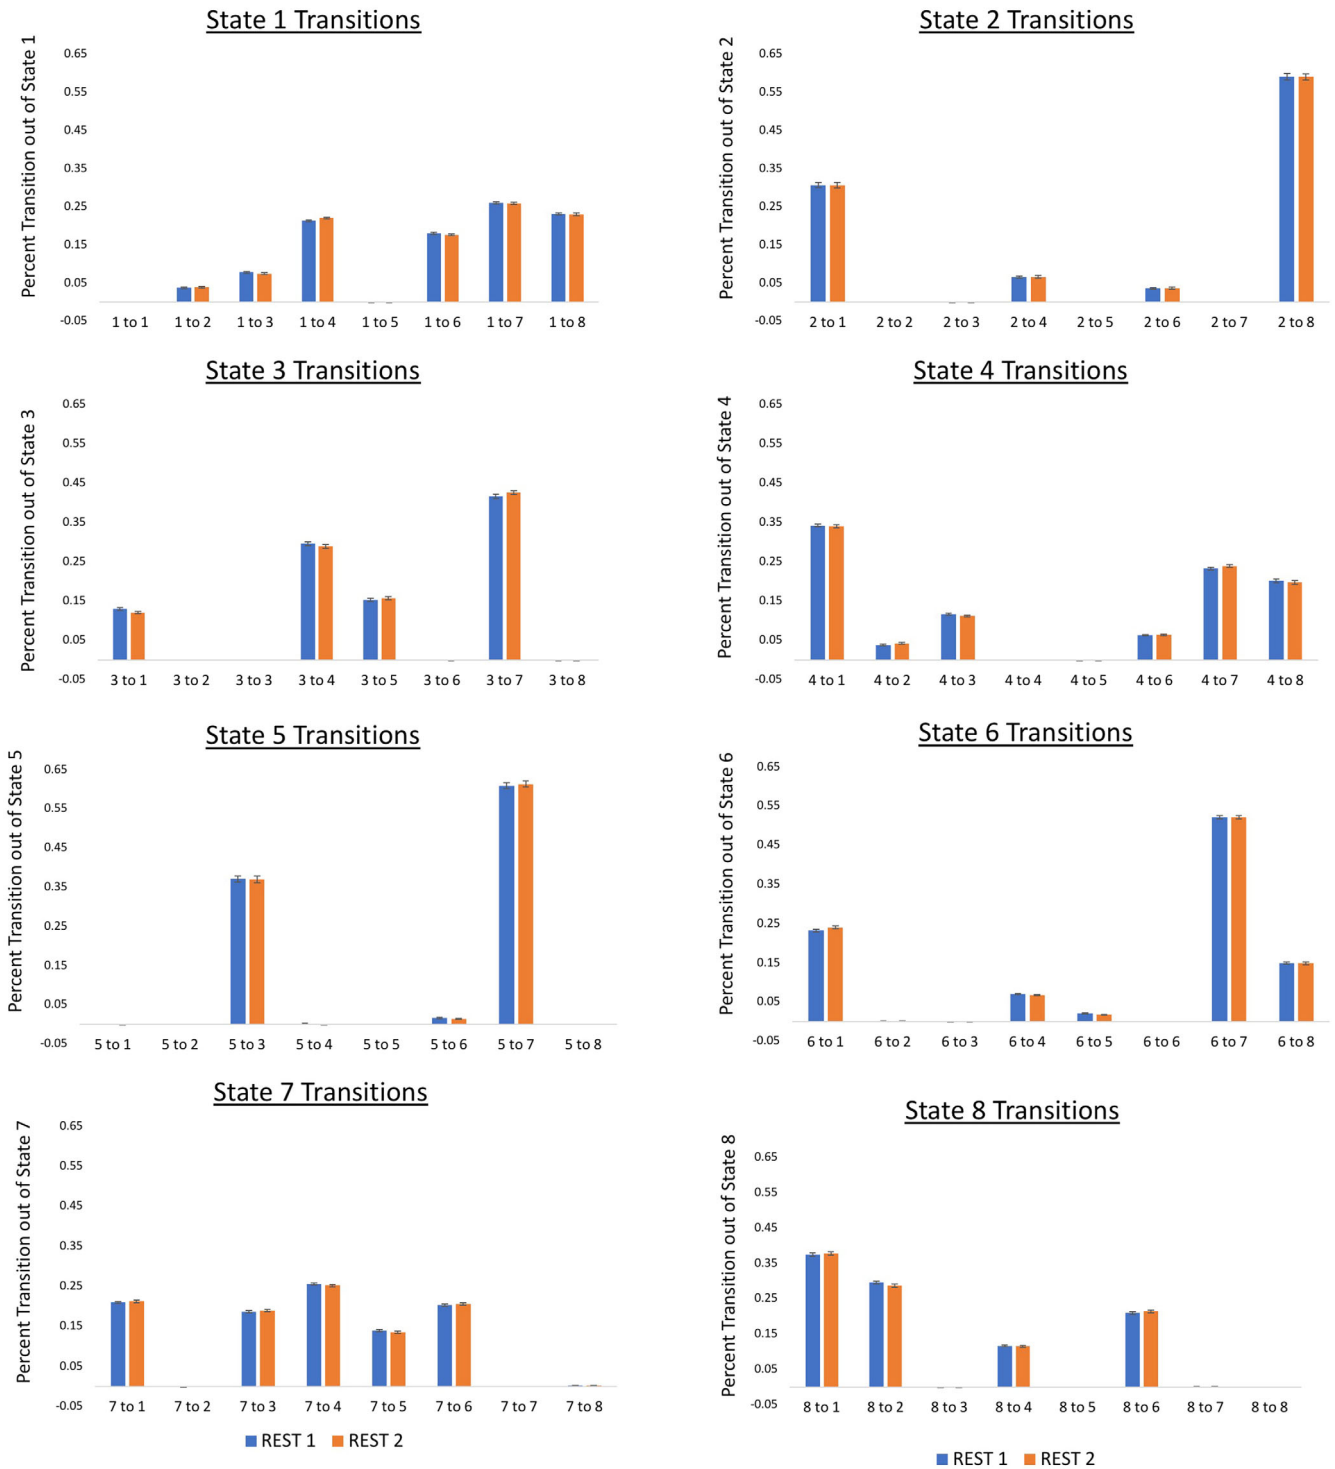 State 1 Transitions
Percent Transition out of State 1
0.65
0.55
0.45
0.35
0.25
0.15
0.05
-0.05
1 to 1 1 to 2 1 to 3 1 to 4 1 to 5 1 to 6 1 to 7 1 to 8
State 2 Transitions
Percent Transition out of State 2
0.65
0.55
0.45
0.35
0.25
0.15
0.05
-0.05
2 to 1 2 to 2 2 to 3 2 to 4 2 to 5 2 to 6 2 to 7 2 to 8
State 3 Transitions
Percent Transition out of State 3
0.65
0.55
0.45
0.35
0.25
0.15
0.05
-0.05
3 to 1 3 to 2 3 to 3 3 to 4 3 to 5 3 to 6 3 to 7 3 to 8
State 4 Transitions
Percent Transition out of State 4
0.65
0.55
0.45
0.35
0.25
0.15
0.05
-0.05
4 to 1 4 to 2 4 to 3 4 to 4 4 to 5 4 to 6 4 to 7 4 to 8
State 5 Transitions
Percent Transition out of State 5
0.65
0.55
0.45
0.35
0.25
0.15
0.05
-0.05
5 to 1 5 to 2 5 to 3 5 to 4 5 to 5 5 to 6 5 to 7 5 to 8
State 6 Transitions
Percent Transition out of State 6
0.65
0.55
0.45
0.35
0.25
0.15
0.05
-0.05
6 to 1 6 to 2 6 to 3 6 to 4 6 to 5 6 to 6 6 to 7 6 to 8
State 7 Transitions
Percent Transition out of State 7
0.65
0.55
0.45
0.35
0.25
0.15
0.05
-0.05
7 to 1 7 to 2 7 to 3 7 to 4 7 to 5 7 to 6 7 to 7 7 to 8
REST 1 REST 2
State 8 Transitions
Percent Transition out of State 8
0.65
0.55
0.45
0.35
0.25
0.15
0.05
-0.05
8 to 1 8 to 2 8 to 3 8 to 4 8 to 5 8 to 6 8 to 7 8 to 8
REST 1 REST 2